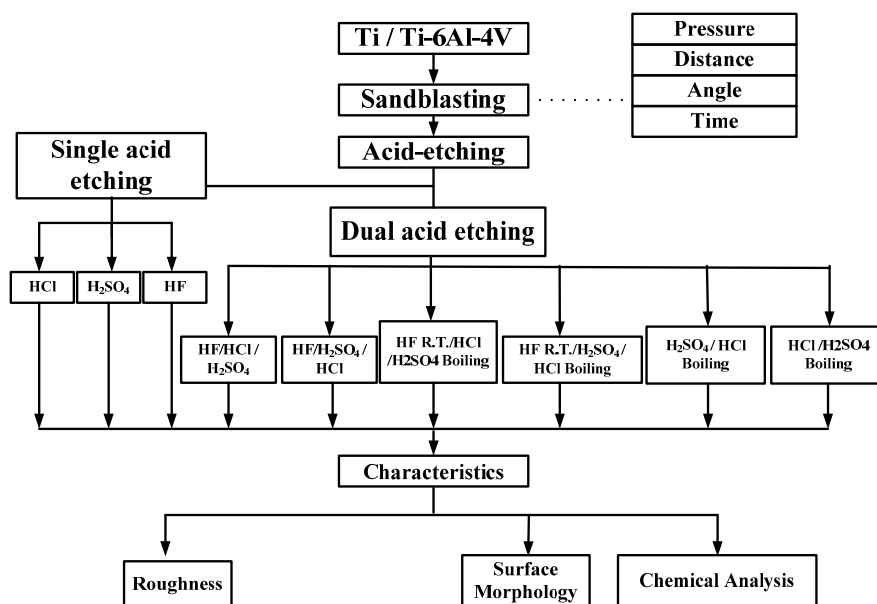 Ti / Ti-6Al-4V
Pressure
Distance
Angle
Time
Sandblasting
Acid-etching
Single acid
etching
Dual acid etching
HCl
H₂SO₄
HF
HF/HCl /
H₂SO₄
HF/H₂SO₄ /
HCl
HF R.T./HCl
/H2SO4 Boiling
HF R.T./H₂SO₄ /
HCl Boiling
H₂SO₄ / HCl
Boiling
HCl /H2SO4
Boiling
Characteristics
Roughness
Surface
Morphology
Chemical Analysis